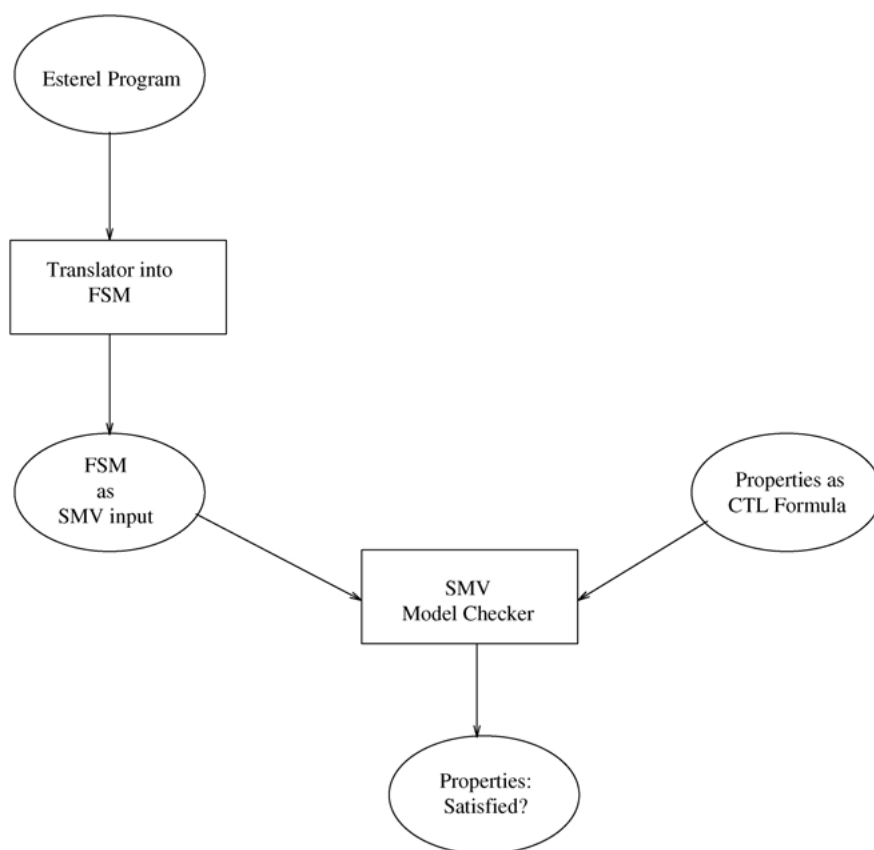 Esterel Program
Translator into
FSM
FSM
as
SMV input
Properties as
CTL Formula
SMV
Model Checker
Properties:
Satisfied?